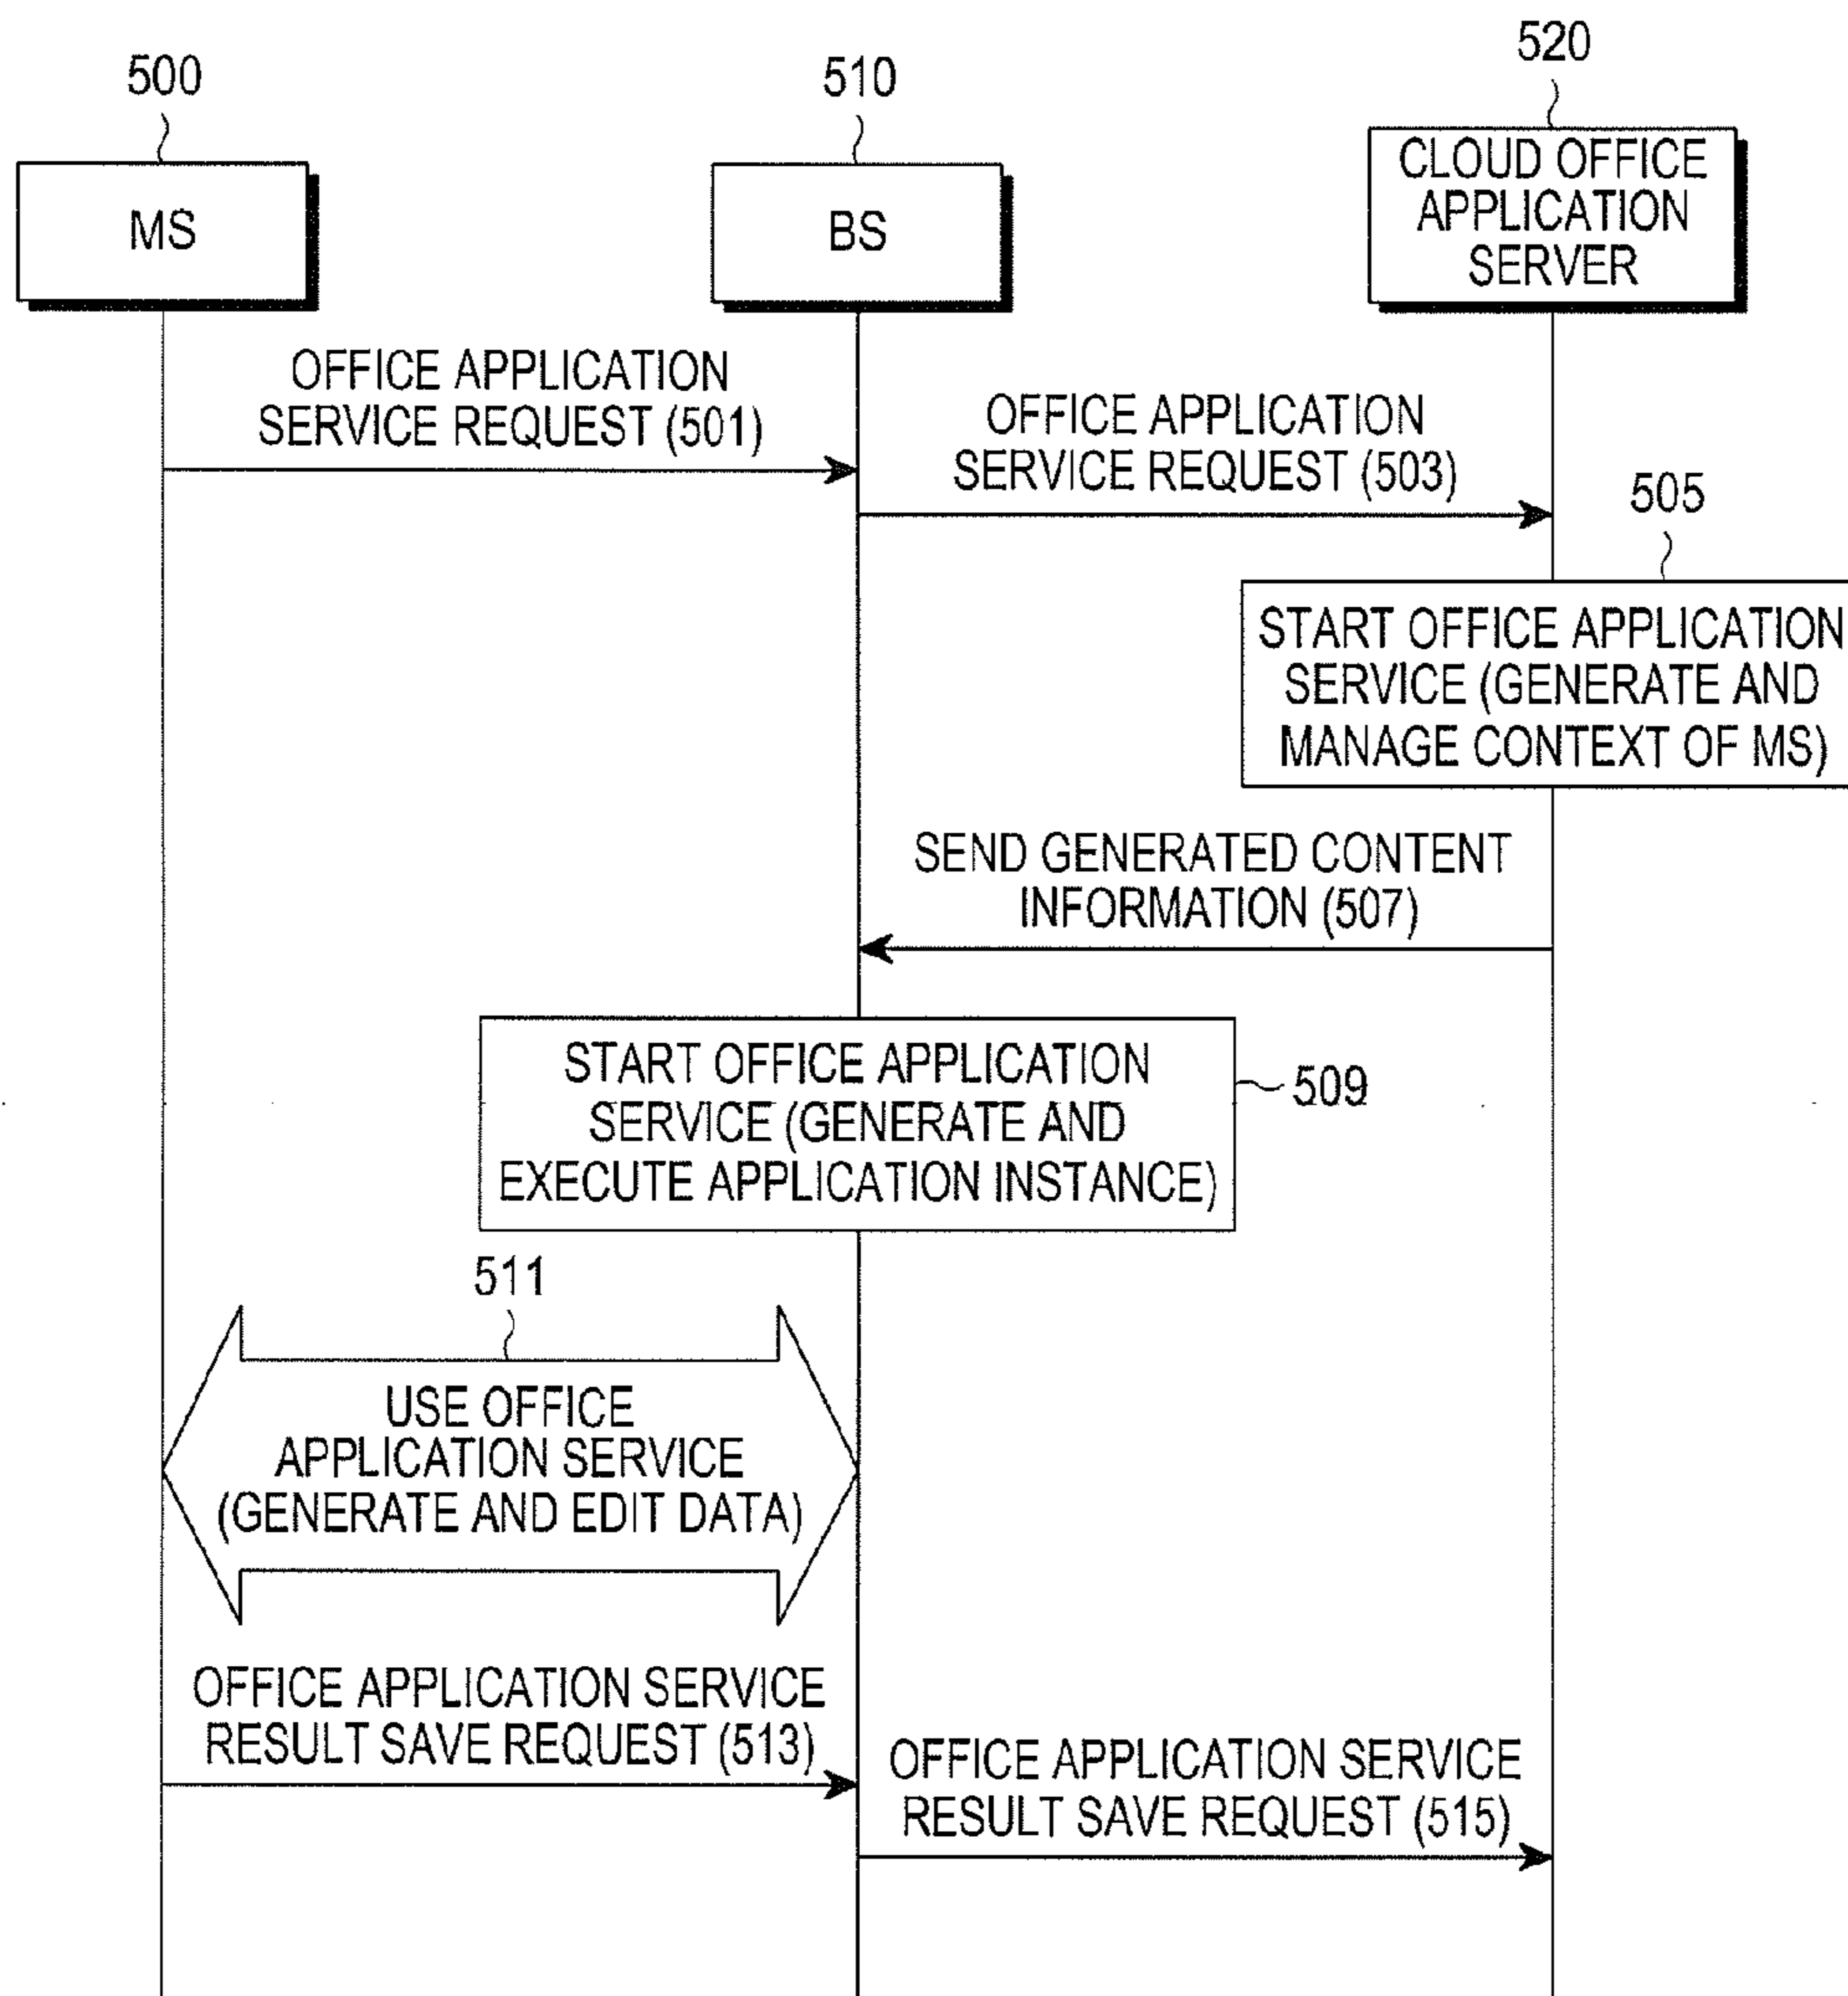 500
510
520
MS
BS
CLOUD OFFICE
APPLICATION
SERVER
OFFICE APPLICATION
SERVICE REQUEST (501)
OFFICE APPLICATION
SERVICE REQUEST (503)
505
START OFFICE APPLICATION
SERVICE (GENERATE AND
MANAGE CONTEXT OF MS)
SEND GENERATED CONTENT
INFORMATION (507)
START OFFICE APPLICATION
SERVICE (GENERATE AND
EXECUTE APPLICATION INSTANCE)
509
511
USE OFFICE
APPLICATION SERVICE
(GENERATE AND EDIT DATA)
OFFICE APPLICATION SERVICE
RESULT SAVE REQUEST (513)
OFFICE APPLICATION SERVICE
RESULT SAVE REQUEST (515)